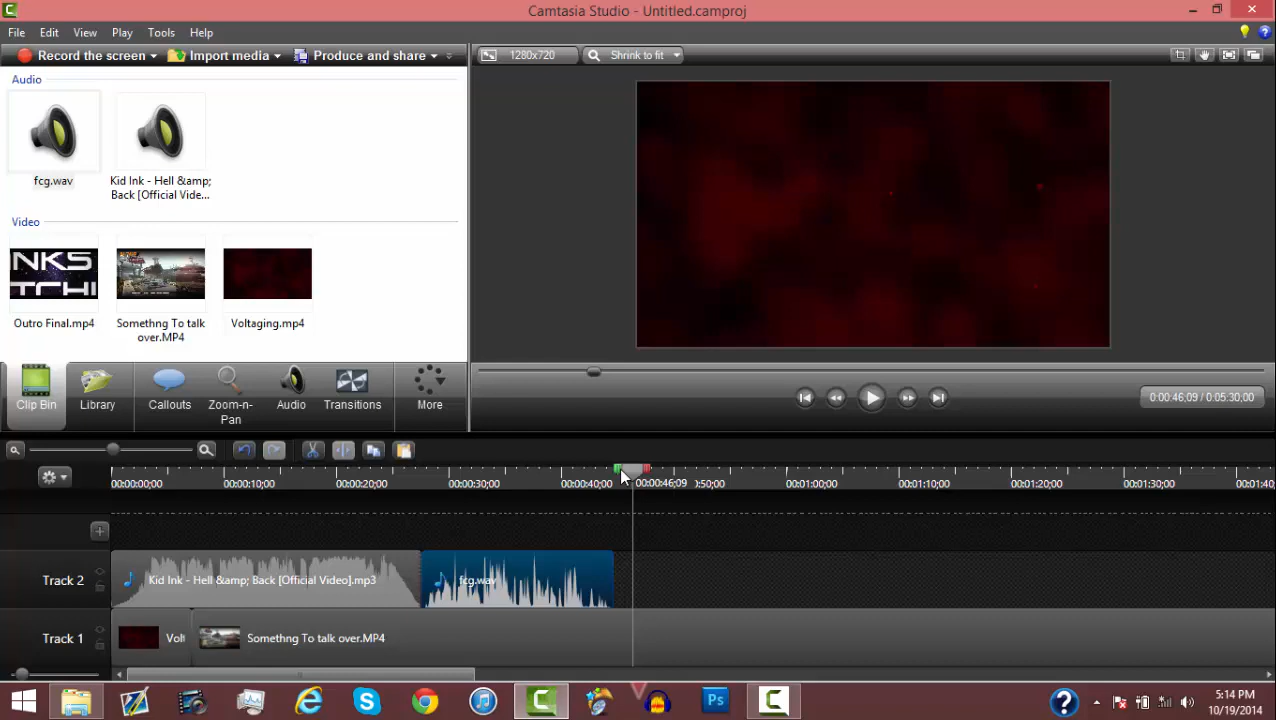 Camtasia Studio - Untitled.camproj
File Edit View Play Tools Help
Record the screen Import media Produce and share
1280x720 Shrink to fit
Audio
fcg.wav
Kid Ink - Hell &amp;
Back [Official Vide...
Video
INKS
TCHI
Outro Final.mp4
Somethng To talk
over.MP4
Voltaging.mp4
Clip Bin Library Callouts Zoom-n-
Pan Audio Transitions More
0:00:46,09 / 0:05:30,00
00:00:00;00 00:00:10;00 00:00:20;00 00:00:30;00 00:00:40;00 00:00:46;09 :50;00 00:01:00;00 00:01:10;00 00:01:20;00 00:01:30;00 00:01:40
Track 2 Kid Ink - Hell &amp; Back [Official Video].mp3 fcg.wav
Track 1 Volt Somethng To talk over.MP4
Ps
5:14 PM
10/19/2014